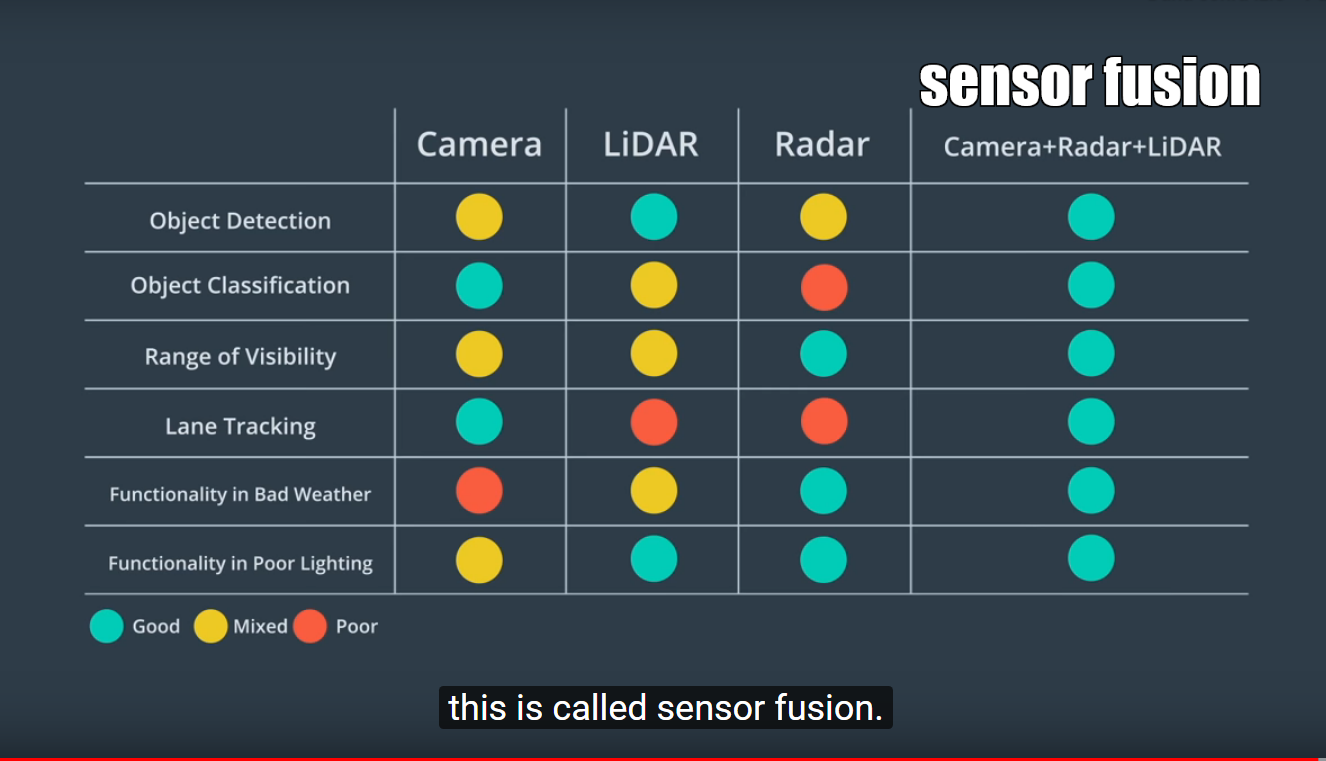 sensor fusion
Camera LiDAR Radar Camera+Radar+LiDAR
Object Detection
Object Classification
Range of Visibility
Lane Tracking
Functionality in Bad Weather
Functionality in Poor Lighting
Good Mixed Poor
this is called sensor fusion.